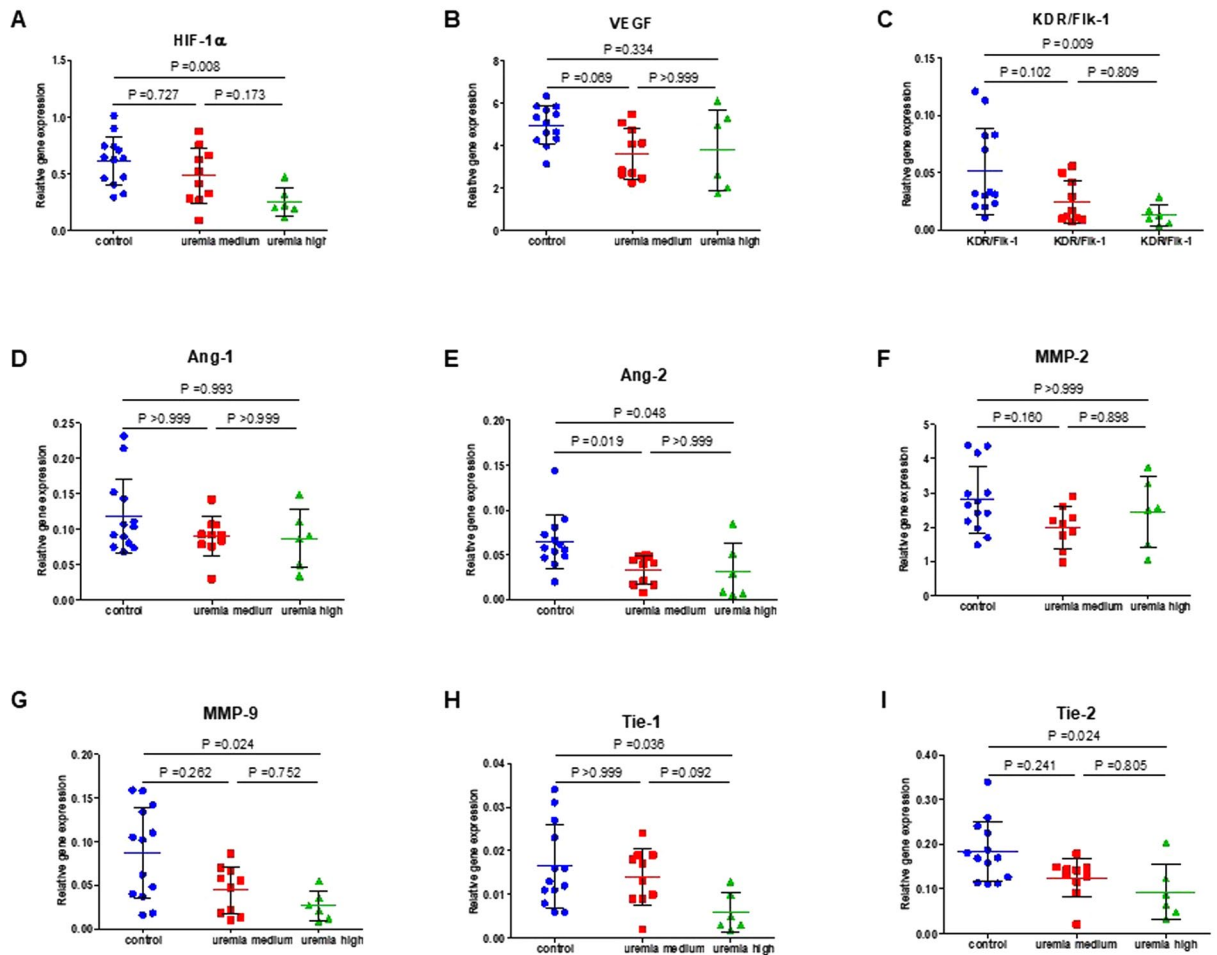 A
HIF-1α
P =0.008
P =0.727
P =0.173
Relative gene expression
1.5
1.0
0.5
0.0
control
uremia medium
uremia high
B
VEGF
P =0.334
P =0.069
P >0.999
Relative gene expression
6
4
2
0
control
uremia medium
uremia high
C
KDR/Flk-1
P =0.009
P =0.102
P =0.809
Relative gene expression
0.15
0.10
0.05
0.00
KDR/Flk-1
KDR/Flk-1
KDR/Flk-1
D
Ang-1
P =0.993
P >0.999
P >0.999
Relative gene expression
0.25
0.20
0.15
0.10
0.05
0.00
control
uremia medium
uremia high
E
Ang-2
P =0.048
P =0.019
P >0.999
Relative gene expression
0.20
0.15
0.10
0.05
0.00
control
uremia medium
uremia high
F
MMP-2
P >0.999
P =0.160
P =0.898
Relative gene expression
5
4
3
2
1
0
control
uremia medium
uremia high
G
MMP-9
P =0.024
P =0.262
P =0.752
Relative gene expression
0.20
0.15
0.10
0.05
0.00
control
uremia medium
uremia high
H
Tie-1
P =0.036
P >0.999
P =0.092
Relative gene expression
0.05
0.04
0.03
0.02
0.01
0.00
control
uremia medium
uremia high
I
Tie-2
P =0.024
P =0.241
P =0.805
Relative gene expression
0.40
0.30
0.20
0.10
0.00
control
uremia medium
uremia high